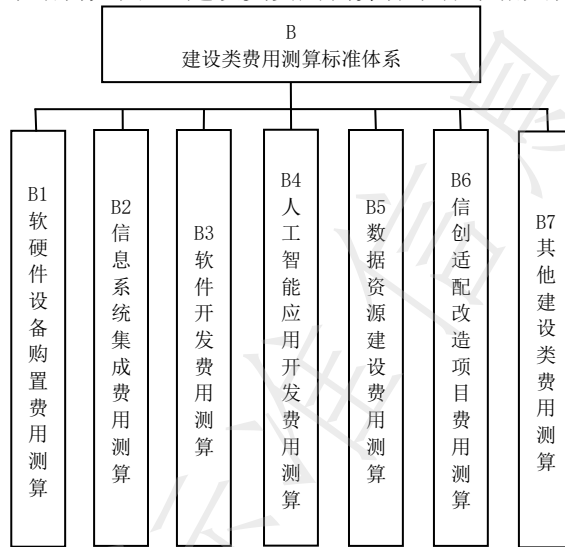 B
建设类费用测算标准体系
B1
软硬件设备购置费用测算
B2
信息系统集成费用测算
B3
软件开发费用测算
B4
人工智能应用开发费用测算
B5
数据资源建设费用测算
B6
信创适配改造项目费用测算
B7
其他建设类费用测算